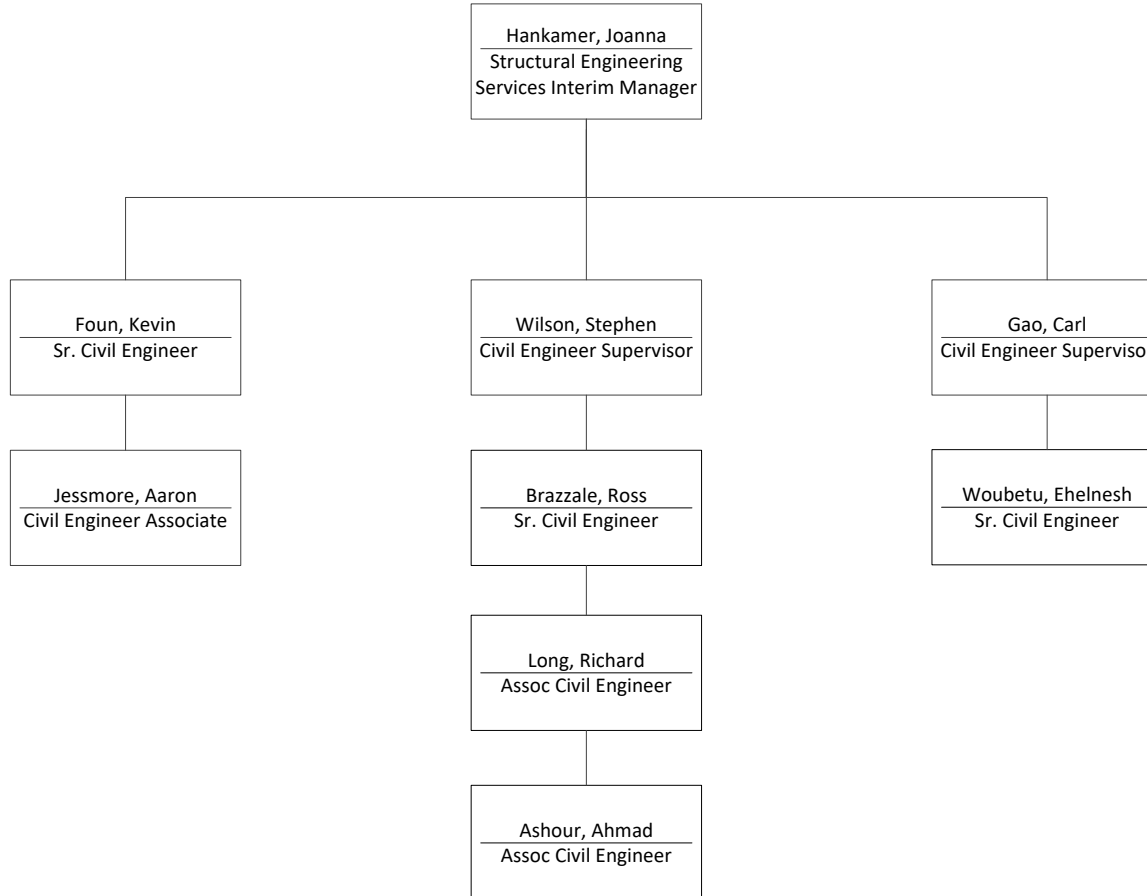 Hankamer, Joanna
Structural Engineering
Services Interim Manager
Foun, Kevin
Sr. Civil Engineer
Wilson, Stephen
Civil Engineer Supervisor
Gao, Carl
Civil Engineer Superviso
Jessmore, Aaron
Civil Engineer Associate
Brazzale, Ross
Sr. Civil Engineer
Woubetu, Ehelnesh
Sr. Civil Engineer
Long, Richard
Assoc Civil Engineer
Ashour, Ahmad
Assoc Civil Engineer